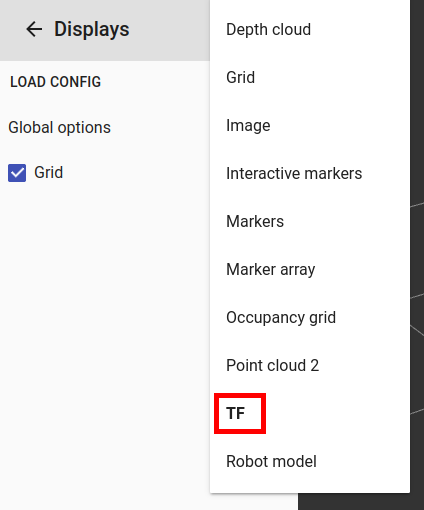 Displays
LOAD CONFIG
Global options
Grid
Depth cloud
Grid
Image
Interactive markers
Markers
Marker array
Occupancy grid
Point cloud 2
TF
Robot model